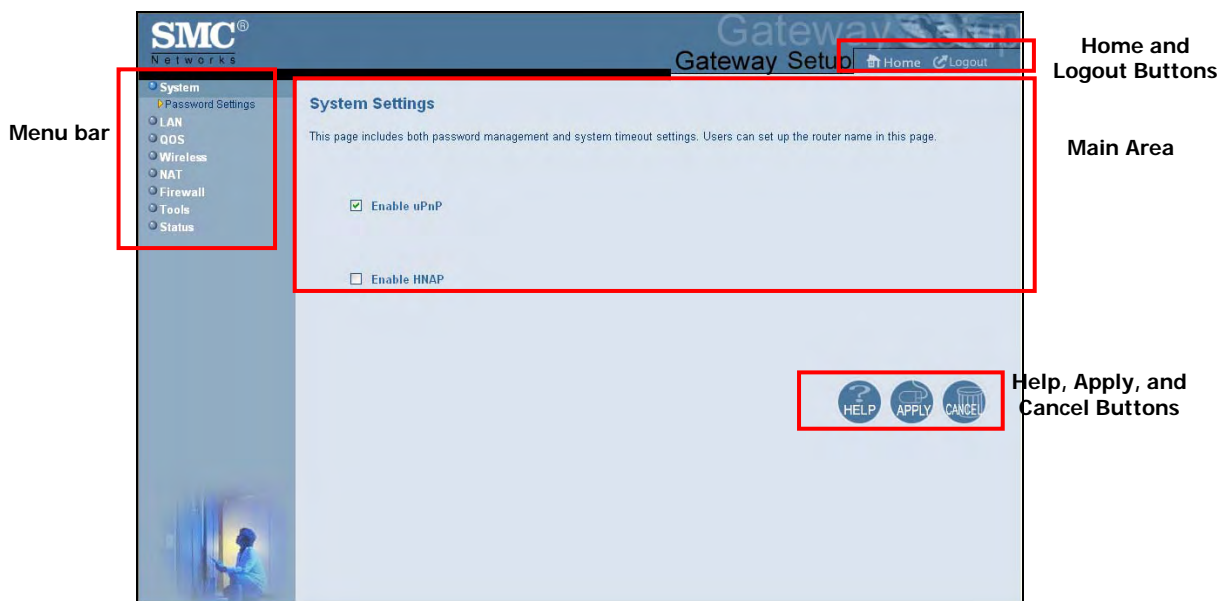 SMC®
Networks
Gateway Setup
Gateway Setup
Home Logout
Home and
Logout Buttons
Menu bar
System
Password Settings
LAN
QOS
Wireless
NAT
Firewall
Tools
Status
System Settings
This page includes both password management and system timeout settings. Users can set up the router name in this page.
Enable uPnP
Enable HNAP
Main Area
HELP APPLY CANCEL
Help, Apply, and
Cancel Buttons